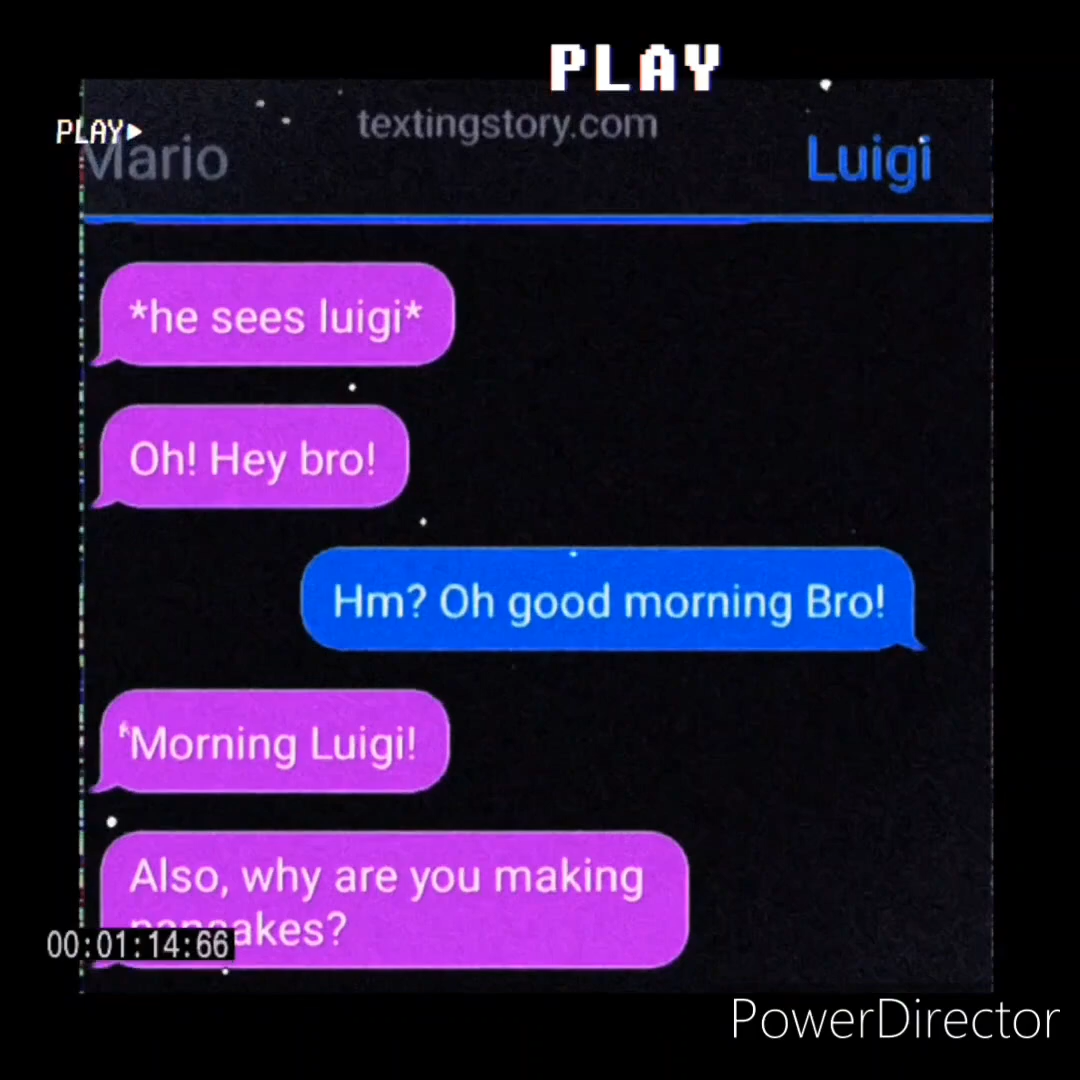 PLAY
PLAY
textingstory.com
Mario
Luigi
*he sees luigi*
Oh! Hey bro!
Hm? Oh good morning Bro!
Morning Luigi!
Also, why are you making
pancakes?
00:01:14:66
PowerDirector